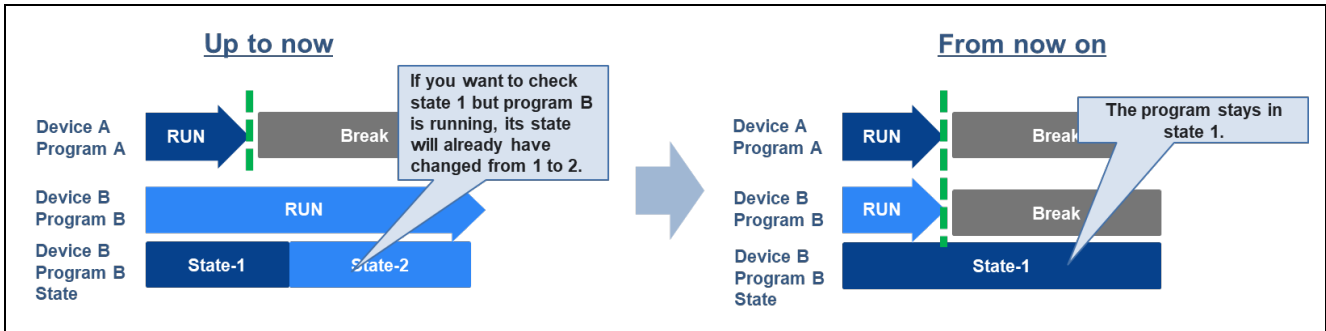 Up to now
If you want to check
state 1 but program B
is running, its state
will already have
changed from 1 to 2.
Device A
Program A
RUN
Break
Device B
Program B
RUN
Device B
Program B
State
State-1
State-2
From now on
The program stays in
state 1.
Device A
Program A
RUN
Break
Device B
Program B
RUN
Break
Device B
Program B
State
State-1